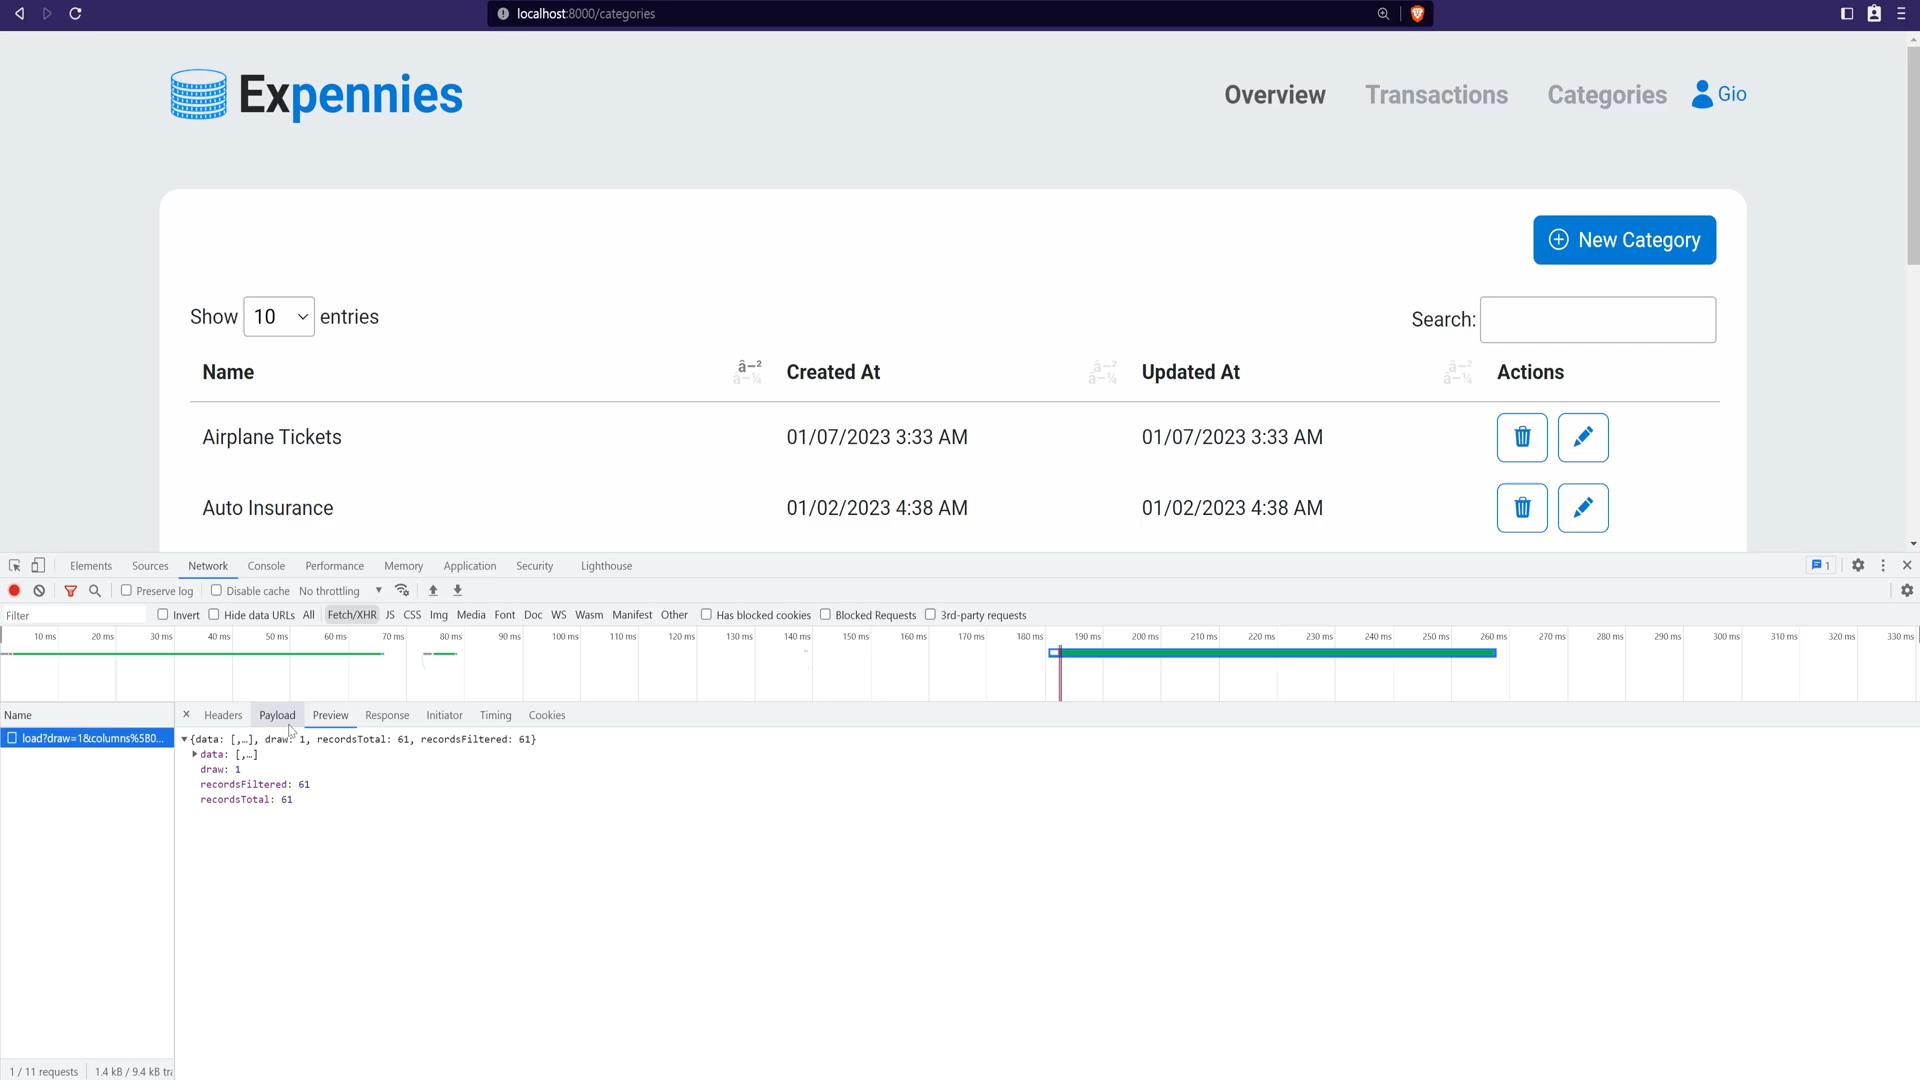 localhost:8000/categories
Expennies
Overview Transactions Categories Gio
New Category
Show 10 entries
Search:
Name â–² â–¼ Created At â–² â–¼ Updated At â–² â–¼ Actions
Airplane Tickets 01/07/2023 3:33 AM 01/07/2023 3:33 AM
Auto Insurance 01/02/2023 4:38 AM 01/02/2023 4:38 AM
Elements Sources Network Console Performance Memory Application Security Lighthouse 1
Preserve log Disable cache No throttling
Filter Invert Hide data URLs All Fetch/XHR JS CSS Img Media Font Doc WS Wasm Manifest Other Has blocked cookies Blocked Requests 3rd-party requests
10 ms 20 ms 30 ms 40 ms 50 ms 60 ms 70 ms 80 ms 90 ms 100 ms 110 ms 120 ms 130 ms 140 ms 150 ms 160 ms 170 ms 180 ms 190 ms 200 ms 210 ms 220 ms 230 ms 240 ms 250 ms 260 ms 270 ms 280 ms 290 ms 300 ms 310 ms 320 ms 330 ms
Name Headers Payload Preview Response Initiator Timing Cookies
load?draw=1&columns%5B0... {data: [,…], draw: 1, recordsTotal: 61, recordsFiltered: 61}
data: [,…]
draw: 1
recordsFiltered: 61
recordsTotal: 61
1 / 11 requests 1.4 kB / 9.4 kB